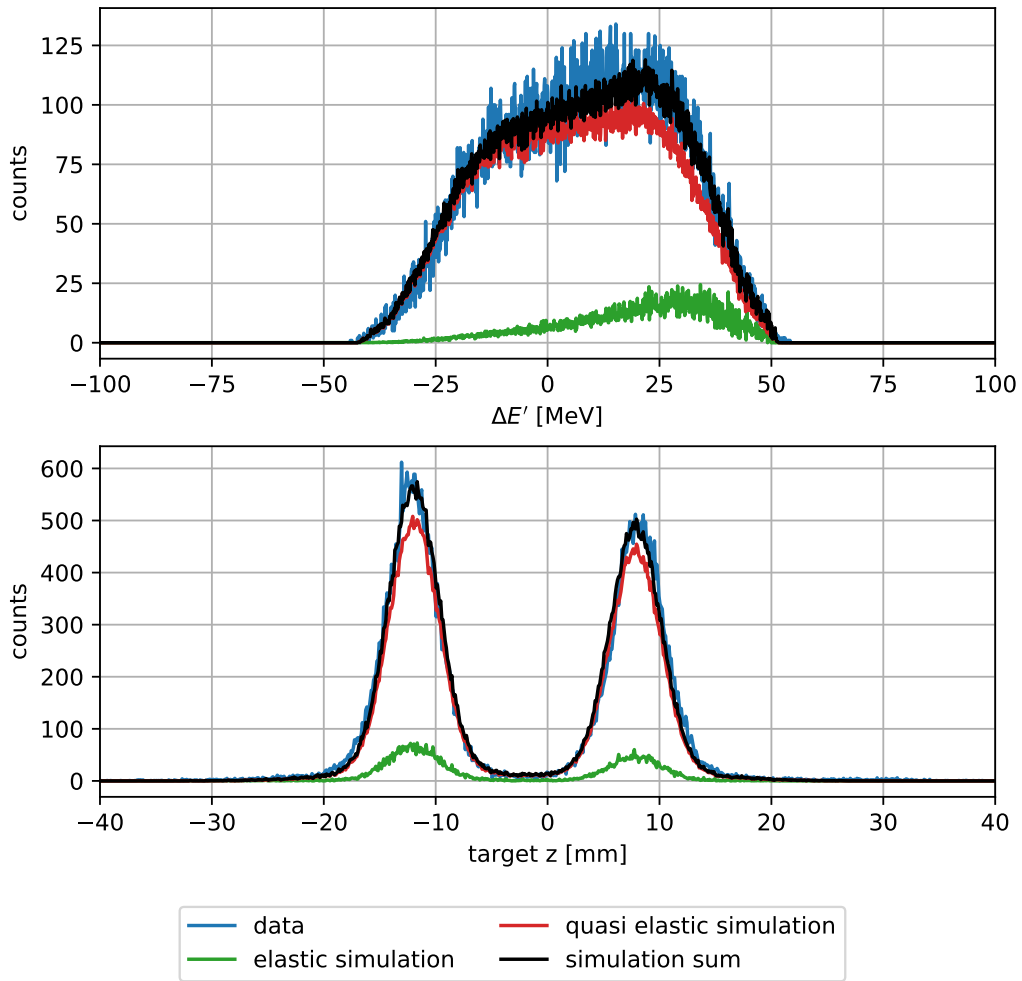 125
100
75
50
25
0
counts
−100 −75 −50 −25 0 25 50 75 100
ΔE′ [MeV]
600
500
400
300
200
100
0
counts
−40 −30 −20 −10 0 10 20 30 40
target z [mm]
data quasi elastic simulation
elastic simulation simulation sum